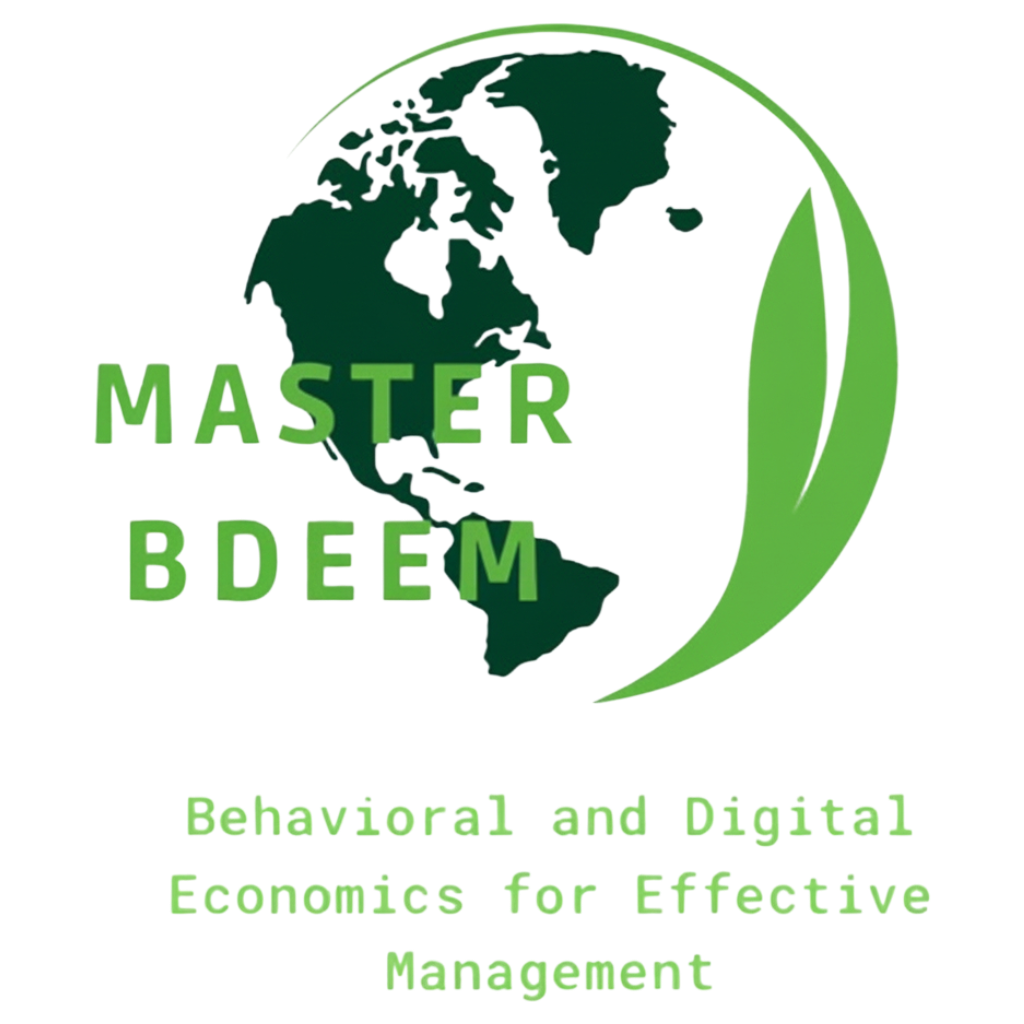 MASTER
BDEEM
Behavioral and Digital
Economics for Effective
Management